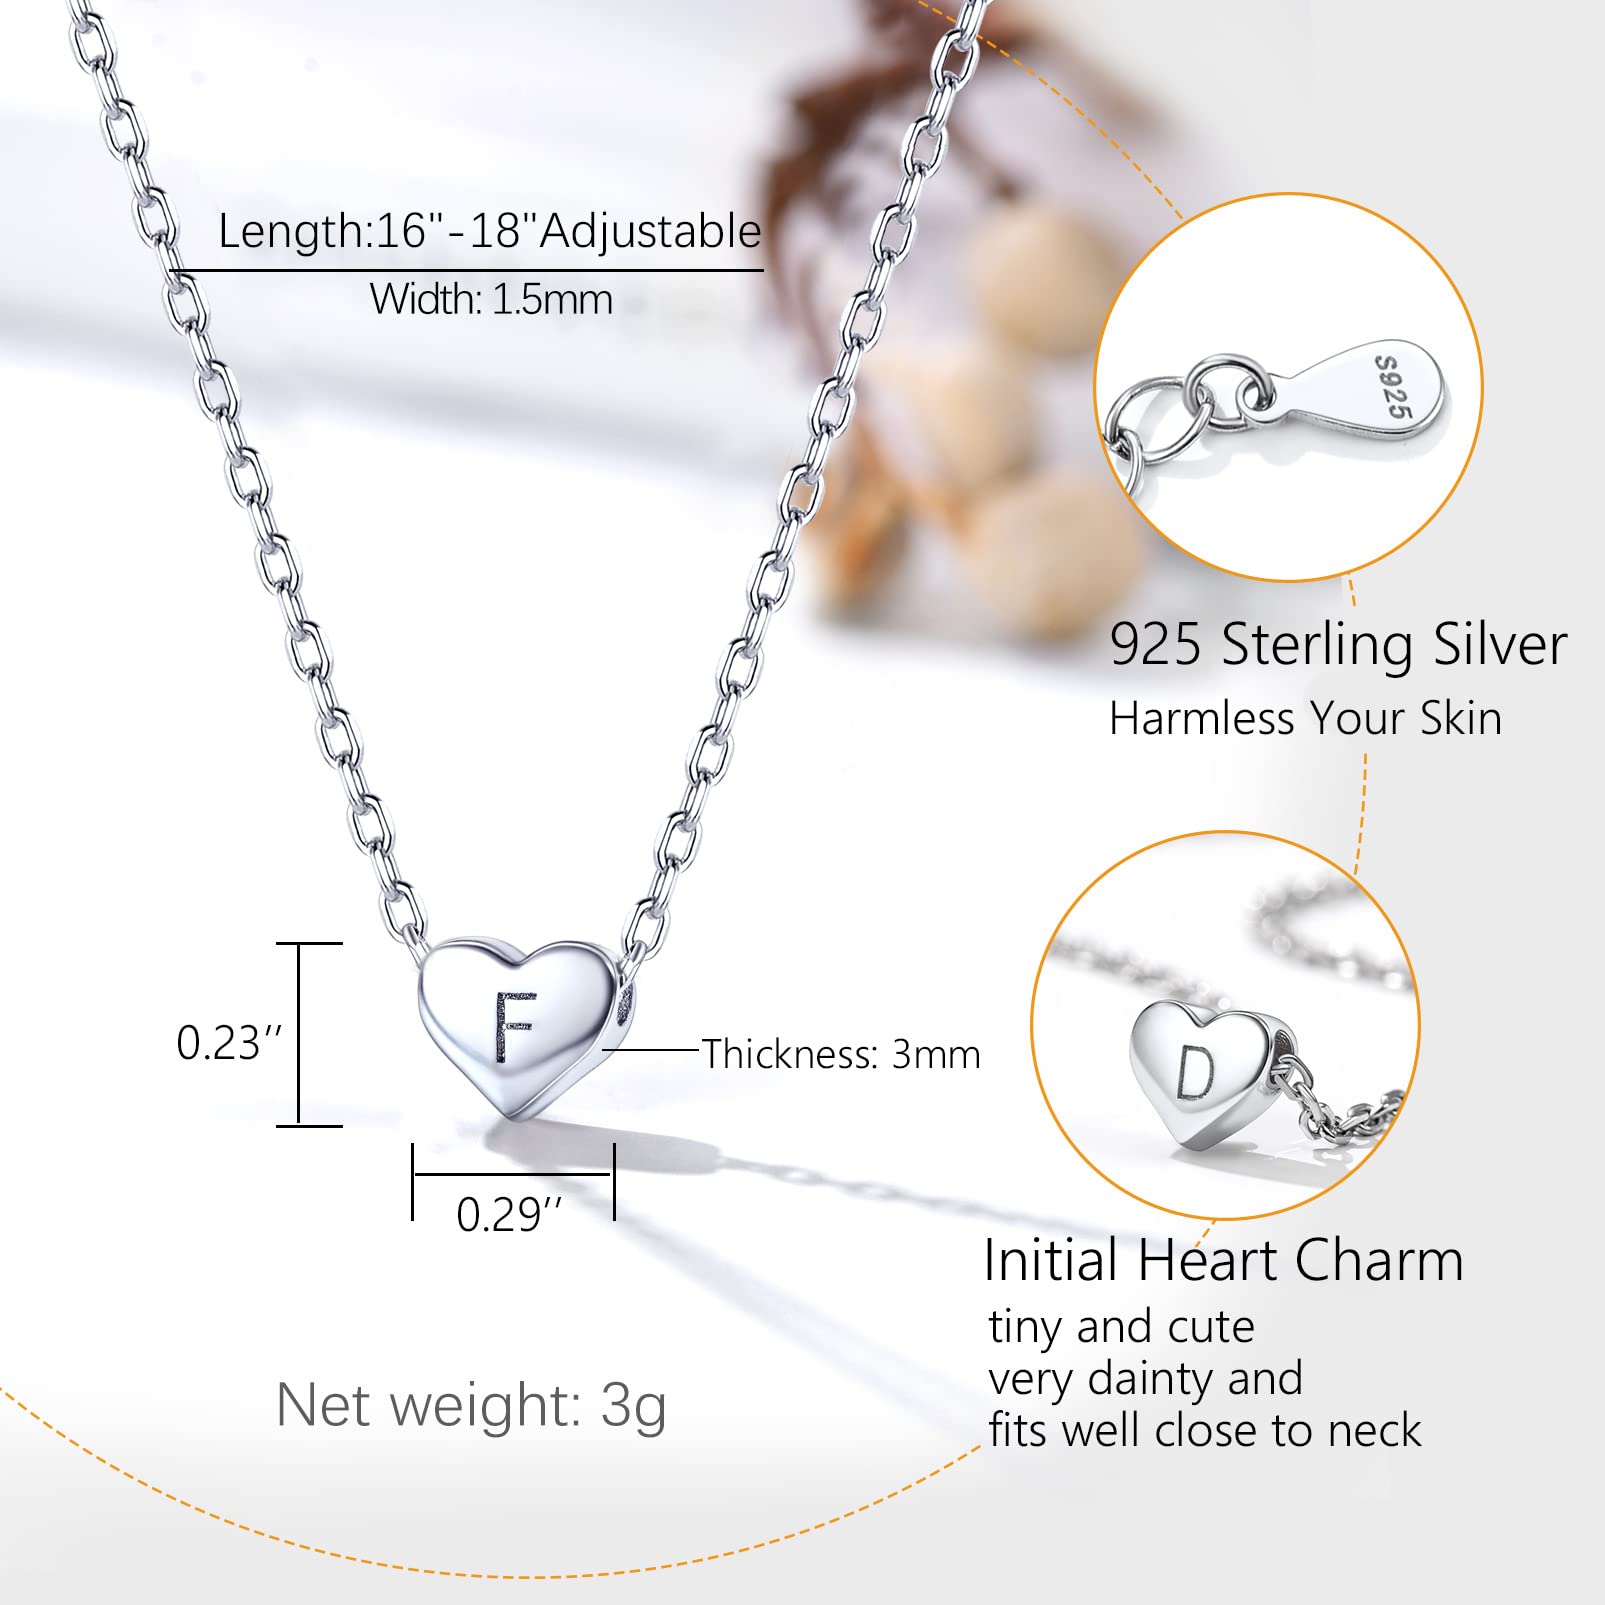 Length:16"-18"Adjustable
Width: 1.5mm
S925
925 Sterling Silver
Harmless Your Skin
F
0.23’’
Thickness: 3mm
0.29’’
D
Initial Heart Charm
tiny and cute
very dainty and
fits well close to neck
Net weight: 3g